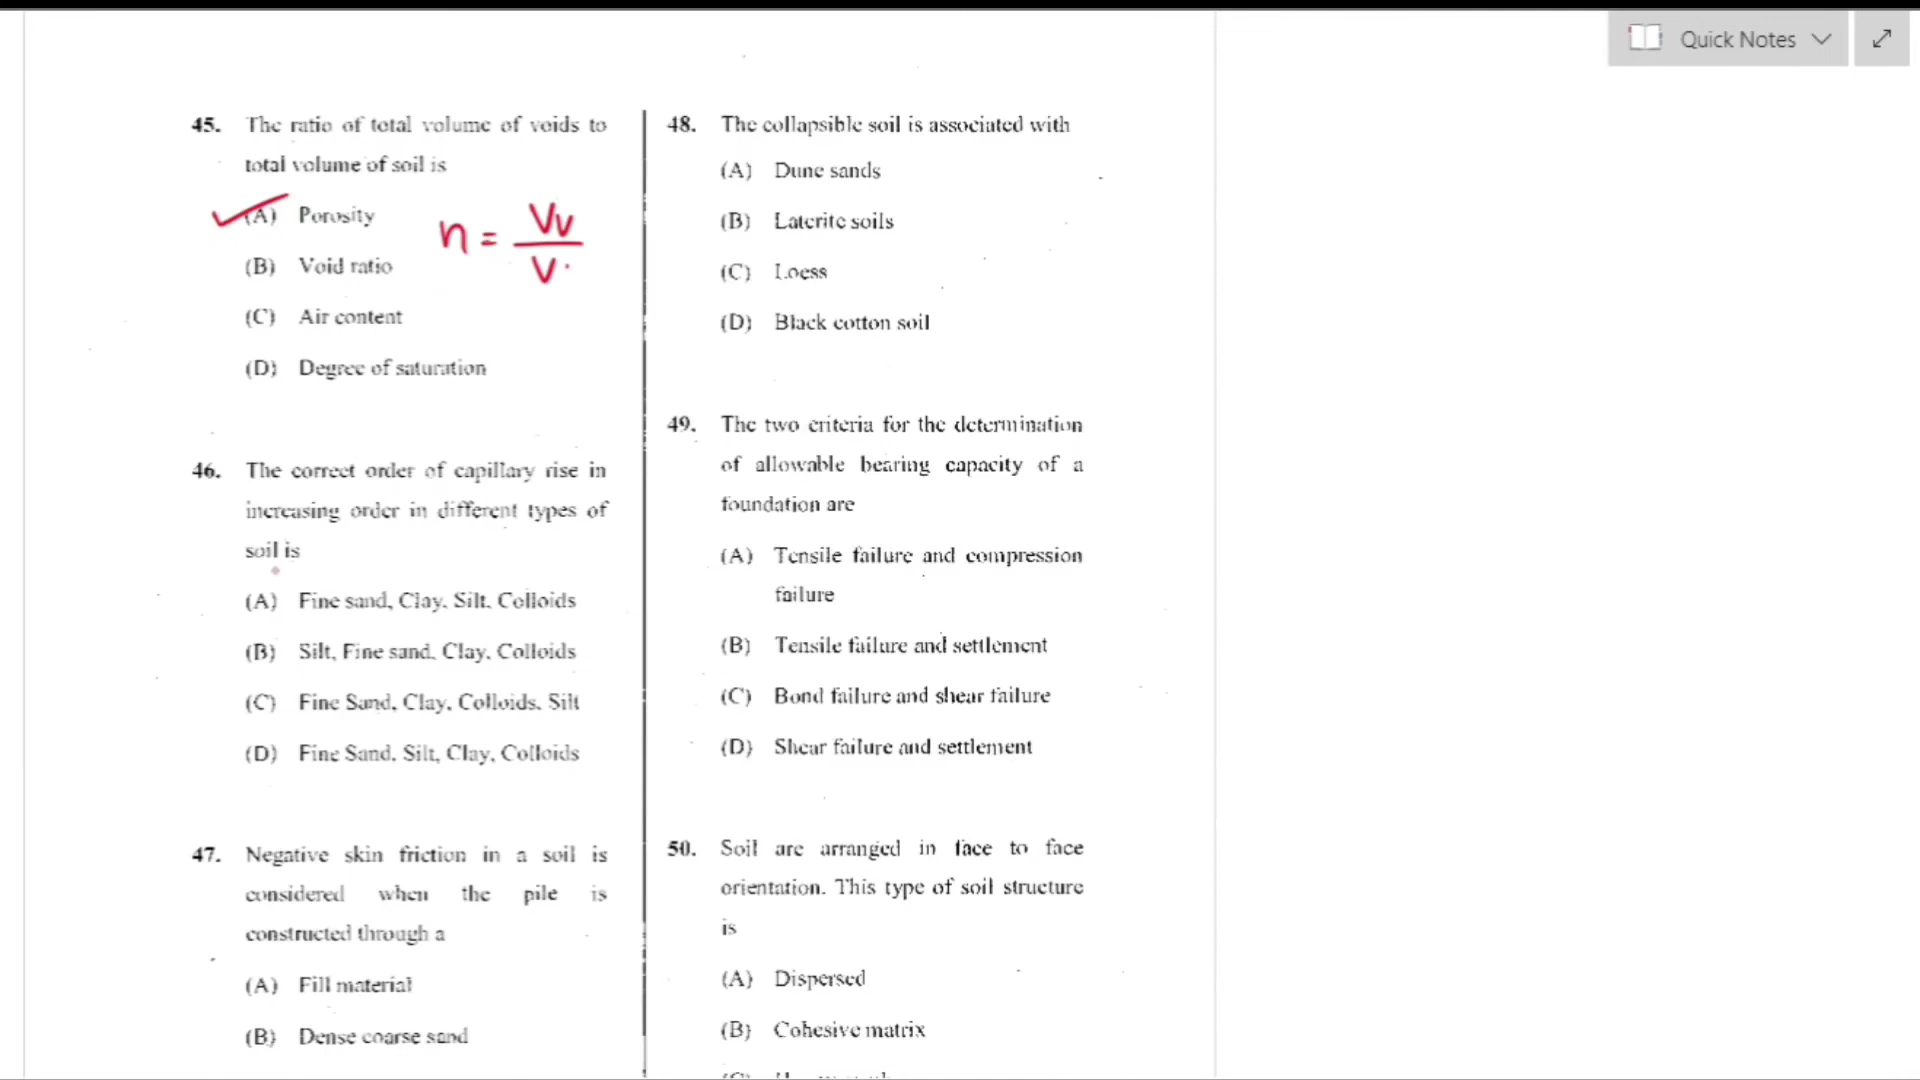 Quick Notes
45. The ratio of total volume of voids to
total volume of soil is
(A) Porosity
n = Vv / V
(B) Void ratio
(C) Air content
(D) Degree of saturation
46. The correct order of capillary rise in
increasing order in different types of
soil is
(A) Fine sand, Clay, Silt, Colloids
(B) Silt, Fine sand, Clay, Colloids
(C) Fine Sand, Clay, Colloids, Silt
(D) Fine Sand, Silt, Clay, Colloids
47. Negative skin friction in a soil is
considered when the pile is
constructed through a
(A) Fill material
(B) Dense coarse sand
48. The collapsible soil is associated with
(A) Dune sands
(B) Laterite soils
(C) Loess
(D) Black cotton soil
49. The two criteria for the determination
of allowable bearing capacity of a
foundation are
(A) Tensile failure and compression
failure
(B) Tensile failure and settlement
(C) Bond failure and shear failure
(D) Shear failure and settlement
50. Soil are arranged in face to face
orientation. This type of soil structure
is
(A) Dispersed
(B) Cohesive matrix